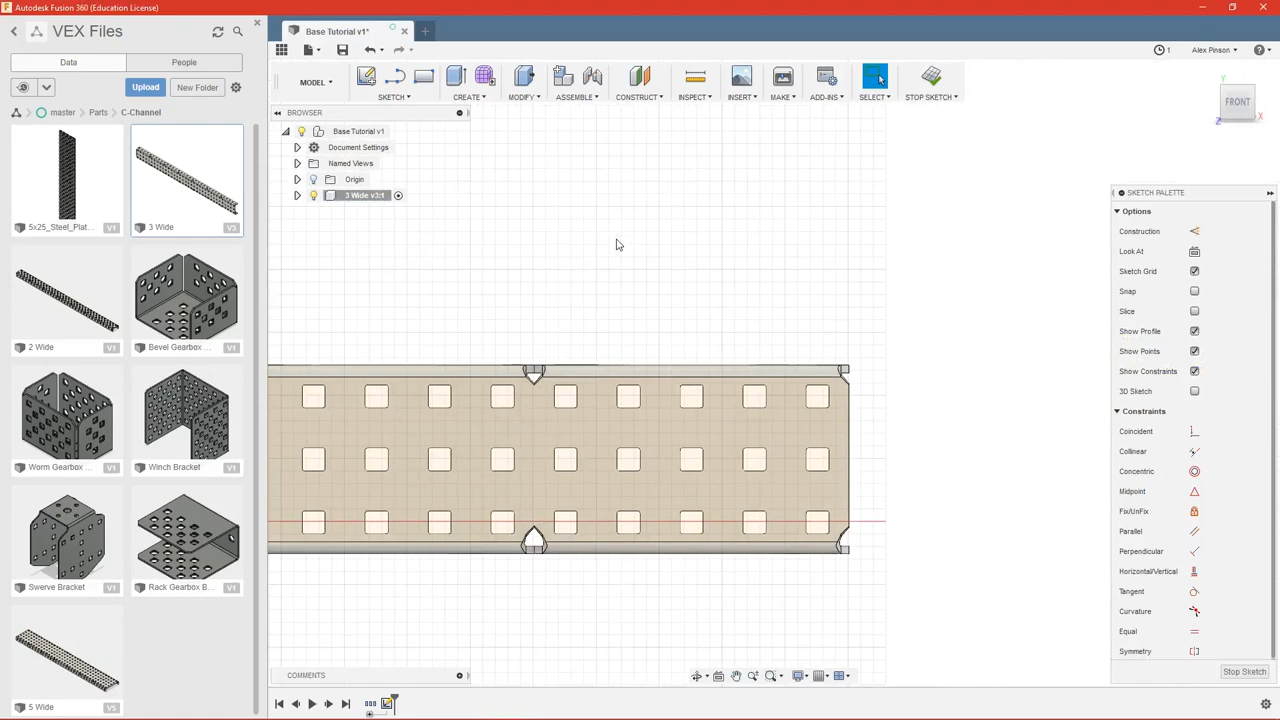 Autodesk Fusion 360 (Education License)
VEX Files
Data
People
Upload
New Folder
master
Parts
C-Channel
5x25_Steel_Plat...
V1
3 Wide
V3
2 Wide
V1
Bevel Gearbox ...
V1
Worm Gearbox ...
V1
Winch Bracket
V1
Swerve Bracket
V1
Rack Gearbox B...
V1
5 Wide
V5
Base Tutorial v1*
1
Alex Pinson
MODEL
SKETCH
CREATE
MODIFY
ASSEMBLE
CONSTRUCT
INSPECT
INSERT
MAKE
ADD-INS
SELECT
STOP SKETCH
BROWSER
Base Tutorial v1
Document Settings
Named Views
Origin
3 Wide v3:1
Y
FRONT
Z
X
SKETCH PALETTE
Options
Construction
Look At
Sketch Grid
Snap
Slice
Show Profile
Show Points
Show Constraints
3D Sketch
Constraints
Coincident
Collinear
Concentric
Midpoint
Fix/UnFix
Parallel
Perpendicular
Horizontal/Vertical
Tangent
Curvature
Equal
Symmetry
Stop Sketch
COMMENTS